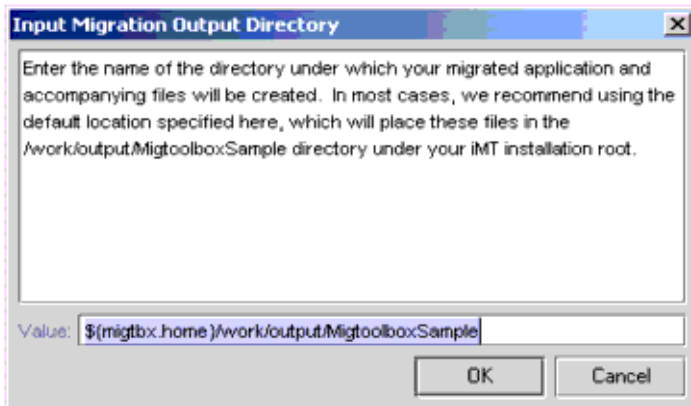 Input Migration Output Directory
Enter the name of the directory under which your migrated application and
accompanying files will be created. In most cases, we recommend using the
default location specified here, which will place these files in the
/work/output/MigtoolboxSample directory under your iMT installation root.
Value: ${migtbx.home}/work/output/MigtoolboxSample
OK Cancel